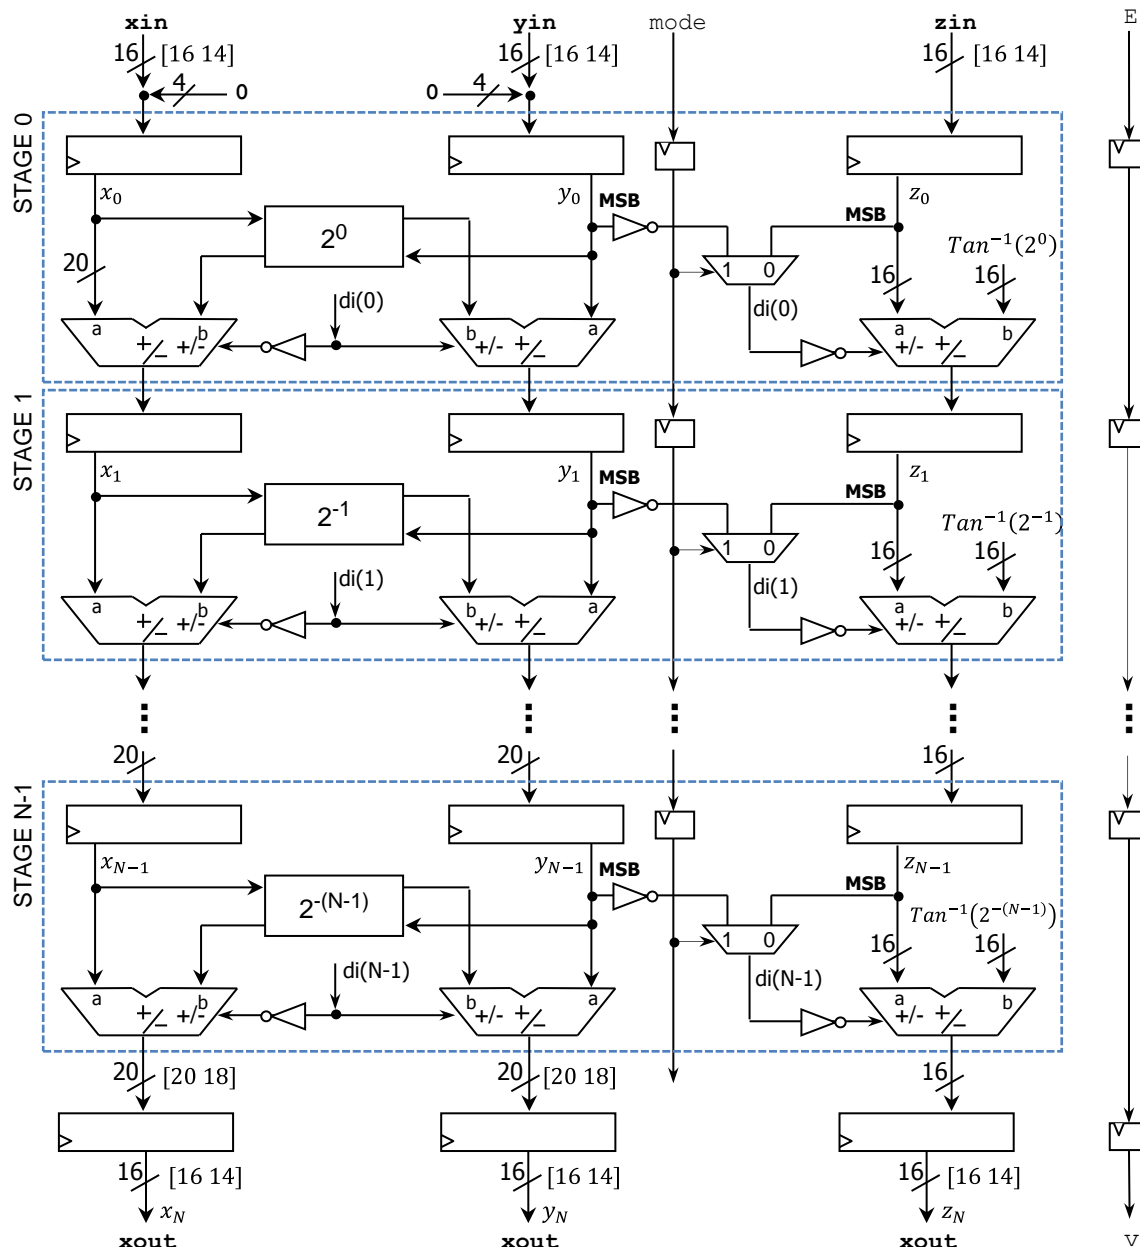 xin yin mode zin E
16 [16 14] 16 [16 14] 16 [16 14]
4 0 0 4
STAGE 0
x0 y0 MSB MSB z0
2^0 Tan−1(2^0)
20 1 0 16 16
di(0) di(0)
a b b a a b
+/− +/- +/- +/− +/- +/−
STAGE 1
x1 y1 MSB MSB z1
2^-1 Tan−1(2^−1)
1 0 16 16
di(1) di(1)
a b b a a b
+/− +/- +/- +/− +/- +/−
20 20 16
STAGE N-1
xN−1 yN−1 MSB MSB zN−1
2^-(N-1) Tan−1(2^−(N−1))
1 0 16 16
di(N-1) di(N-1)
a b b a a b
+/− +/- +/- +/− +/- +/−
20 [20 18] 20 [20 18] 16
16 [16 14] 16 [16 14] 16 [16 14]
xN yN zN
xout xout xout V